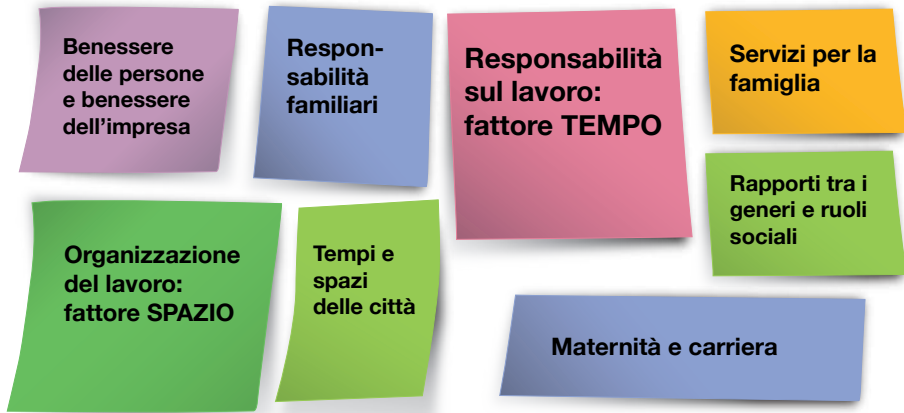 Benessere
delle persone
e benessere
dell’impresa
Respon-
sabilità
familiari
Responsabilità
sul lavoro:
fattore TEMPO
Servizi per la
famiglia
Rapporti tra i
generi e ruoli
sociali
Organizzazione
del lavoro:
fattore SPAZIO
Tempi e
spazi
delle città
Maternità e carriera